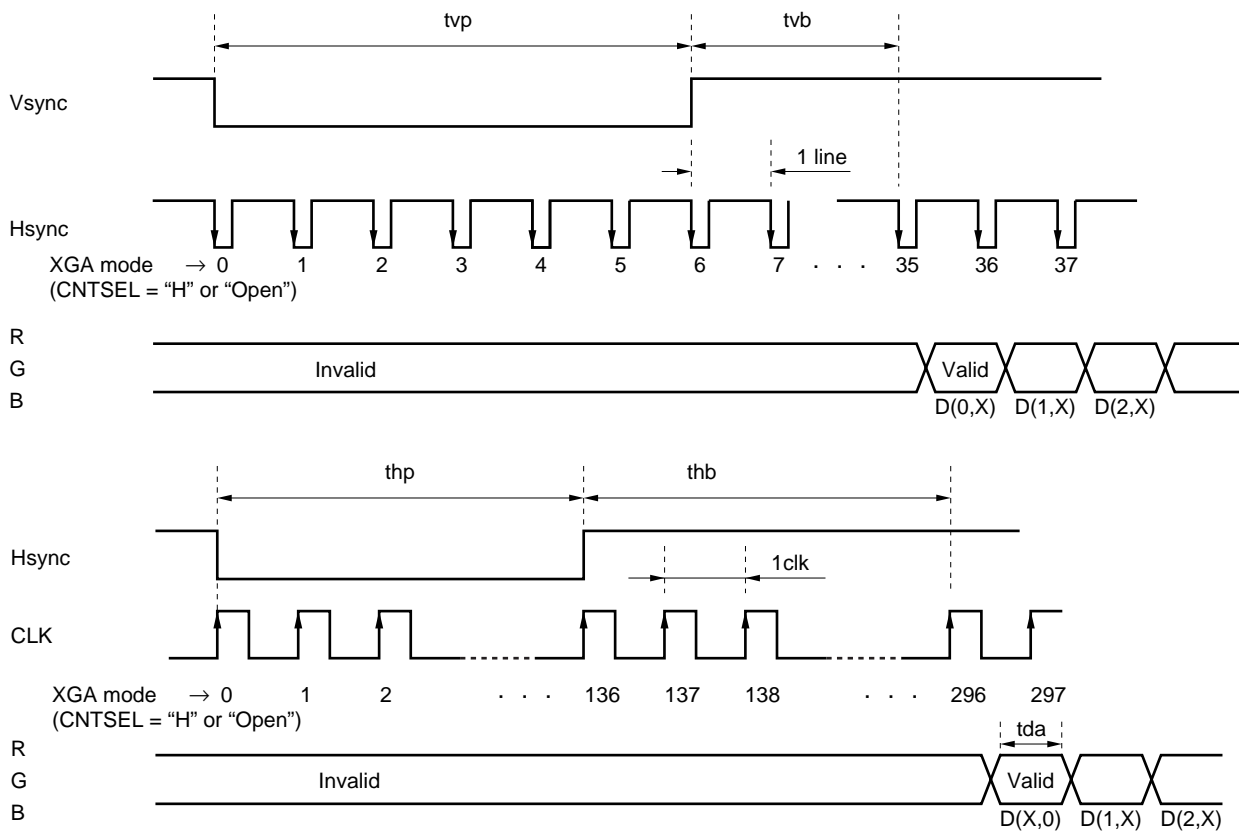 tvp tvb
Vsync
1 line
Hsync
XGA mode → 0 1 2 3 4 5 6 7 · · · 35 36 37
(CNTSEL = “H” or “Open”)
R
G Invalid Valid
B
D(0,X) D(1,X) D(2,X)
thp thb
Hsync
1clk
CLK
XGA mode → 0 1 2 · · · 136 137 138 · · · 296 297
(CNTSEL = “H” or “Open”)
tda
R
G Invalid Valid
B
D(X,0) D(1,X) D(2,X)